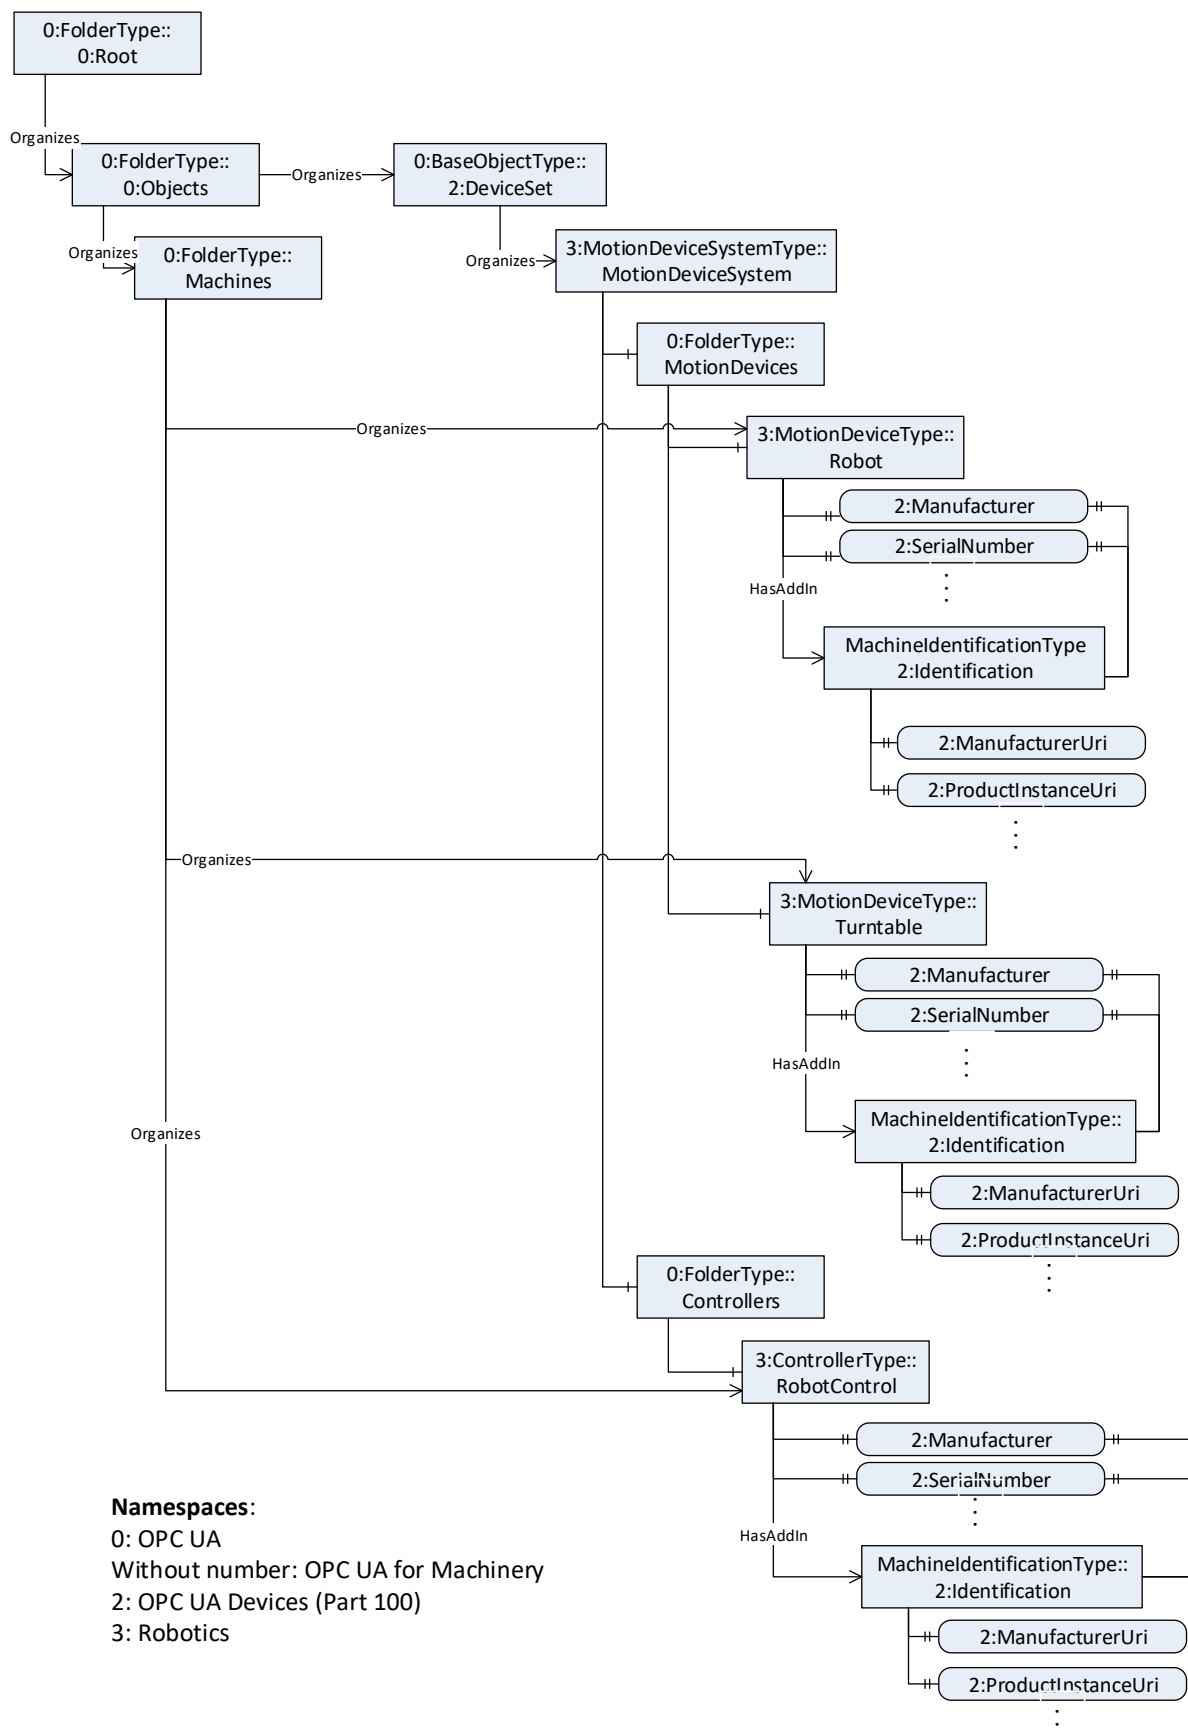 0:FolderType::
0:Root
Organizes
0:FolderType::
0:Objects
Organizes
0:BaseObjectType::
2:DeviceSet
Organizes
0:FolderType::
Machines
Organizes
3:MotionDeviceSystemType::
MotionDeviceSystem
0:FolderType::
MotionDevices
Organizes
3:MotionDeviceType::
Robot
2:Manufacturer
2:SerialNumber
HasAddIn
MachineIdentificationType
2:Identification
2:ManufacturerUri
2:ProductInstanceUri
Organizes
3:MotionDeviceType::
Turntable
2:Manufacturer
2:SerialNumber
HasAddIn
MachineIdentificationType::
2:Identification
Organizes
2:ManufacturerUri
2:ProductInstanceUri
0:FolderType::
Controllers
3:ControllerType::
RobotControl
2:Manufacturer
2:SerialNumber
HasAddIn
MachineIdentificationType::
2:Identification
2:ManufacturerUri
2:ProductInstanceUri
Namespaces:
0: OPC UA
Without number: OPC UA for Machinery
2: OPC UA Devices (Part 100)
3: Robotics